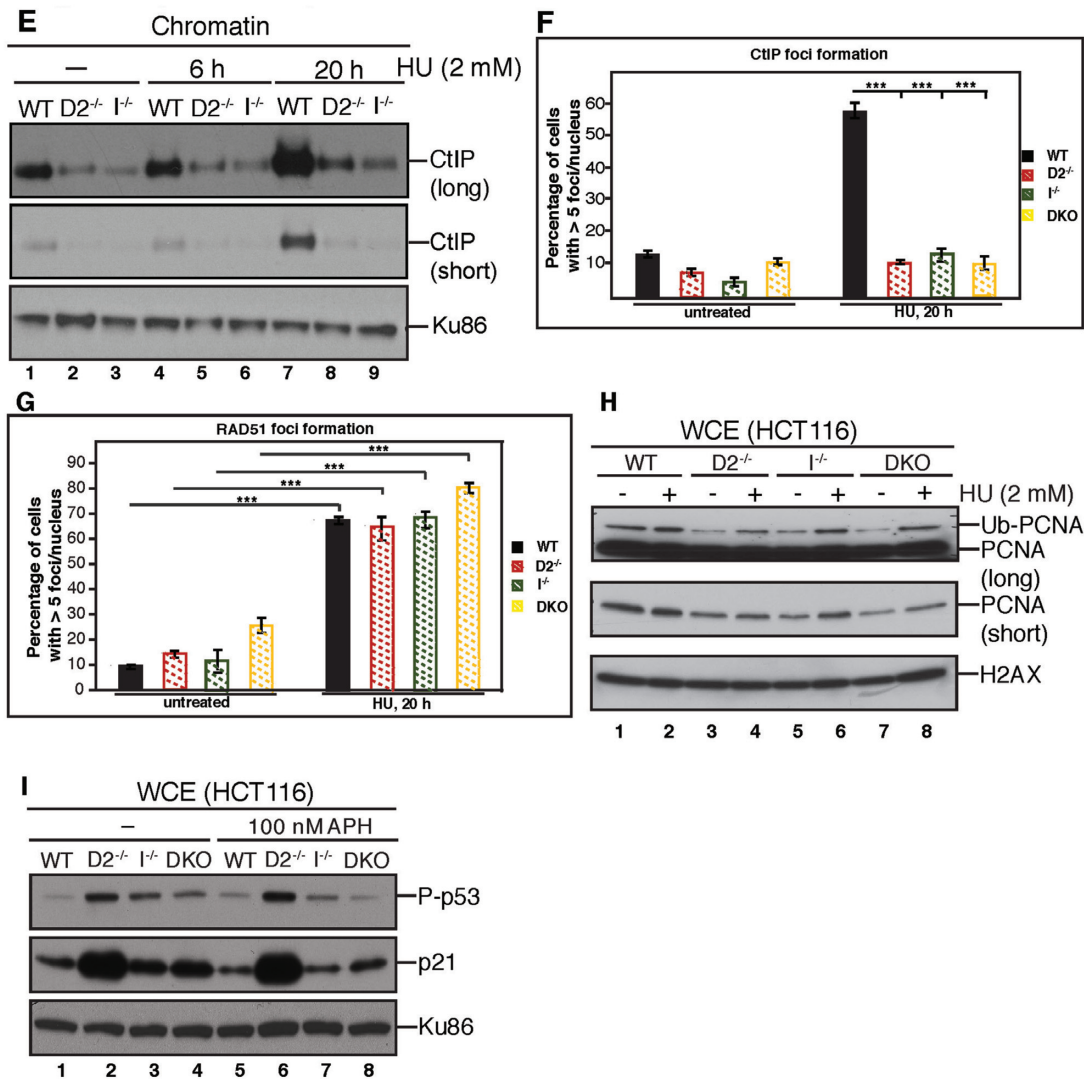 E
Chromatin
— 6 h 20 h HU (2 mM)
WT D2-/- I-/- WT D2-/- I-/- WT D2-/- I-/-
CtIP
(long)
CtIP
(short)
Ku86
1 2 3 4 5 6 7 8 9
F
CtIP foci formation
*** *** ***
Percentage of cells
with > 5 foci/nucleus
60
50
40
30
20
10
untreated HU, 20 h
WT
D2-/-
I-/-
DKO
G
RAD51 foci formation
***
***
***
***
Percentage of cells
with > 5 foci/nucleus
90
80
70
60
50
40
30
20
10
0
untreated HU, 20 h
WT
D2-/-
I-/-
DKO
H
WCE (HCT116)
WT D2-/- I-/- DKO
- + - + - + - + HU (2 mM)
Ub-PCNA
PCNA
(long)
PCNA
(short)
H2AX
1 2 3 4 5 6 7 8
I
WCE (HCT116)
– 100 nM APH
WT D2-/- I-/- DKO WT D2-/- I-/- DKO
P-p53
p21
Ku86
1 2 3 4 5 6 7 8